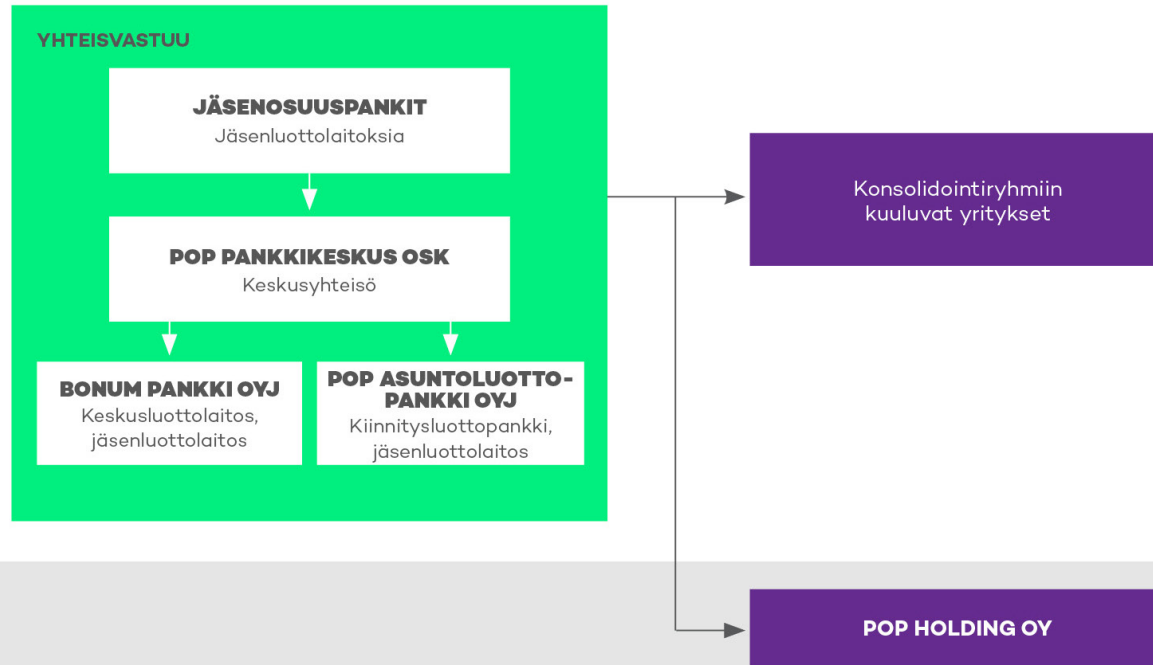 YHTEISVASTUU
JÄSENOSUUSPANKIT
Jäsenluottolaitoksia
POP PANKKIKESKUS OSK
Keskusyhteisö
BONUM PANKKI OYJ
Keskusluottolaitos,
jäsenluottolaitos
POP ASUNTOLUOTTO-
PANKKI OYJ
Kiinnitysluottopankki,
jäsenluottolaitos
Konsolidointiryhmiin
kuuluvat yritykset
POP HOLDING OY